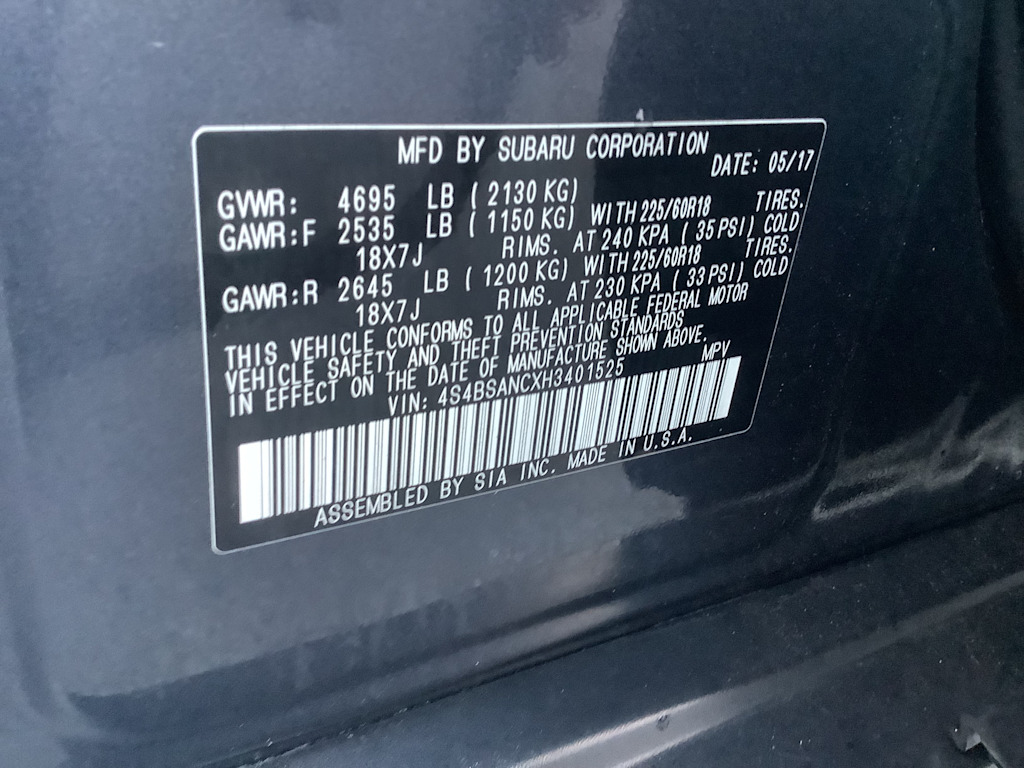 MFD BY SUBARU CORPORATION DATE: 05/17
GVWR: 4695 LB ( 2130 KG)
GAWR:F 2535 LB ( 1150 KG) WITH 225/60R18 TIRES.
18X7J RIMS. AT 240 KPA ( 35 PSI) COLD
GAWR:R 2645 LB ( 1200 KG) WITH 225/60R18 TIRES.
18X7J RIMS. AT 230 KPA ( 33 PSI) COLD
THIS VEHICLE CONFORMS TO ALL APPLICABLE FEDERAL MOTOR
VEHICLE SAFETY AND THEFT PREVENTION STANDARDS
IN EFFECT ON THE DATE OF MANUFACTURE SHOWN ABOVE.
VIN: 4S4BSANCXH3401525 MPV
ASSEMBLED BY SIA INC. MADE IN U.S.A.